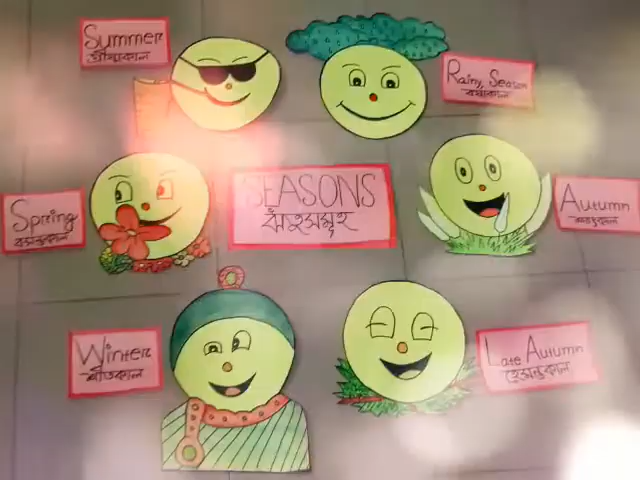 Summer
গ্রীষ্মকাল
Rainy Season
বর্ষাকাল
SEASONS
ঋতুসমূহ
Spring
বসন্তকাল
Autumn
শরৎকাল
Winter
শীতকাল
Late Autumn
হেমন্তকাল